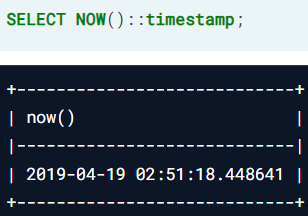 SELECT NOW()::timestamp;
+----------------------------+
| now()                      |
|----------------------------|
| 2019-04-19 02:51:18.448641 |
+----------------------------+